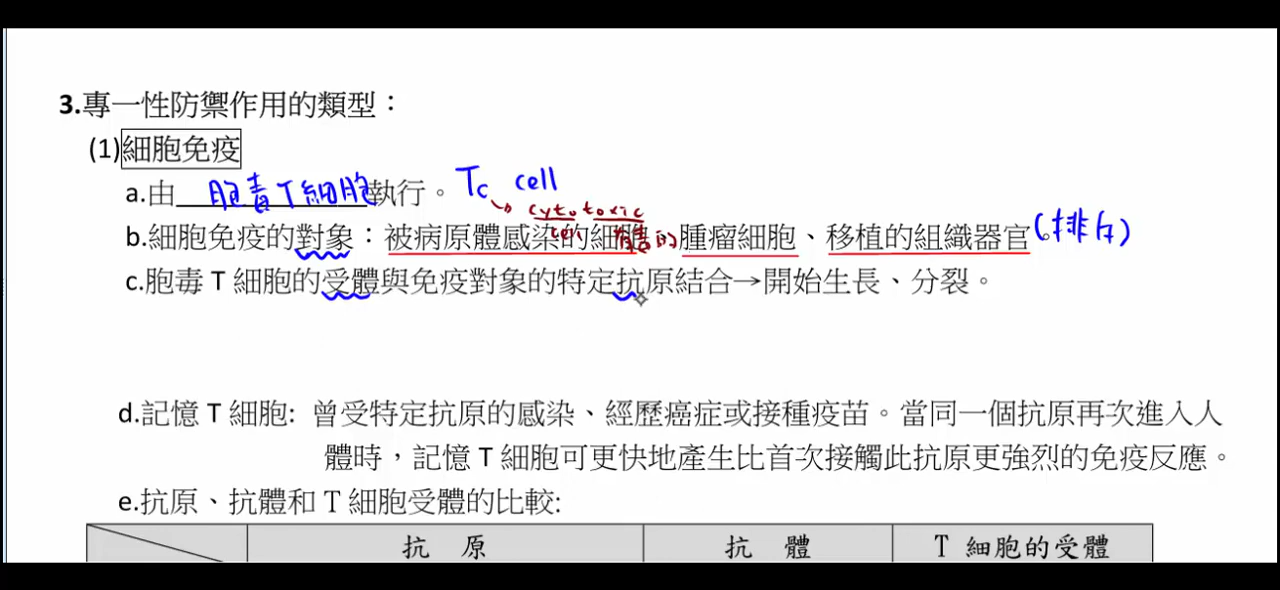 3.專一性防禦作用的類型：
(1)細胞免疫
a.由 胞毒T細胞 執行。 Tc cell
cytotoxic
cell 有害的
b.細胞免疫的對象：被病原體感染的細胞、腫瘤細胞、移植的組織器官。(排斥)
c.胞毒 T 細胞的受體與免疫對象的特定抗原結合→開始生長、分裂。
d.記憶 T 細胞: 曾受特定抗原的感染、經歷癌症或接種疫苗。當同一個抗原再次進入人
體時，記憶 T 細胞可更快地產生比首次接觸此抗原更強烈的免疫反應。
e.抗原、抗體和 T 細胞受體的比較:
抗 原 抗 體 T 細胞的受體